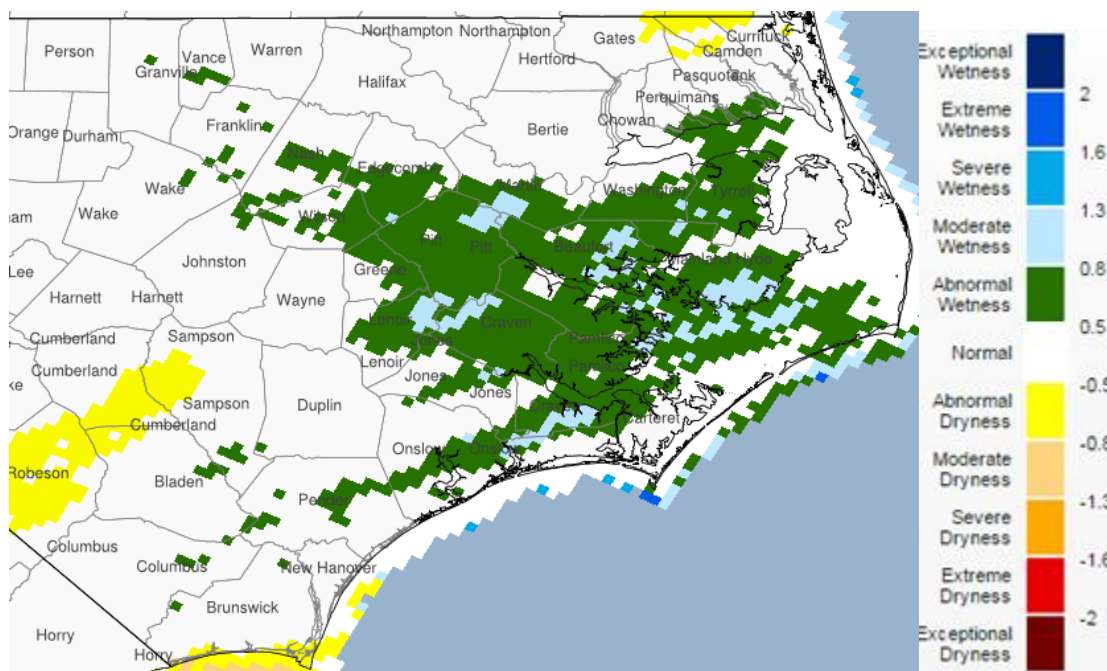 Northampton Northampton
Person
Vance
Warren
Gates
Currituck
Camden
Granville
Halifax
Hertford
Pasquotank
Perquimans
Chowan
Orange
Durham
Franklin
Bertie
Nash
Edgecombe
Martin
Wake
Washington
Tyrrell
Wake
Wilson
Pitt
Pitt
Beaufort
Mainland Hyde
Johnston
Greene
Lee
Harnett
Harnett
Wayne
Lenoir
Craven
Cumberland
Sampson
Jones
Pamlico
Cumberland
Lenoir
Pamlico
Jones
Jones
Sampson
Duplin
Craven
Carteret
Cumberland
Onslow
Onslow
Robeson
Bladen
Pender
Columbus
Columbus
New Hanover
Brunswick
Horry
Horry
Exceptional
Wetness
2
Extreme
Wetness
1.6
Severe
Wetness
1.3
Moderate
Wetness
0.8
Abnormal
Wetness
0.5
Normal
-0.5
Abnormal
Dryness
-0.8
Moderate
Dryness
-1.3
Severe
Dryness
-1.6
Extreme
Dryness
-2
Exceptional
Dryness